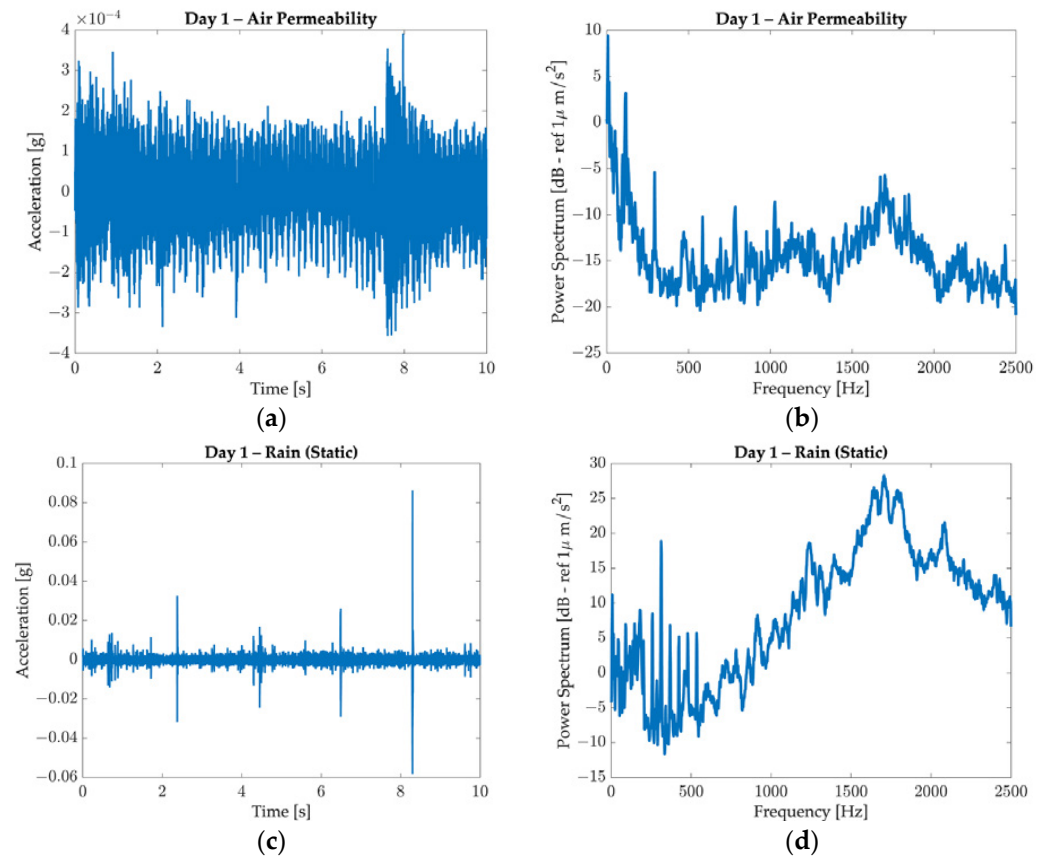 Day 1 – Air Permeability
×10−4
4
3
2
1
0
−1
−2
−3
−4
Acceleration [g]
0 2 4 6 8 10
Time [s]
(a)
Day 1 – Air Permeability
10
5
0
−5
−10
−15
−20
−25
Power Spectrum [dB - ref 1μ m/s2]
0 500 1000 1500 2000 2500
Frequency [Hz]
(b)
Day 1 – Rain (Static)
0.1
0.08
0.06
0.04
0.02
0
−0.02
−0.04
−0.06
Acceleration [g]
0 2 4 6 8 10
Time [s]
(c)
Day 1 – Rain (Static)
30
25
20
15
10
5
0
−5
−10
−15
Power Spectrum [dB - ref 1μ m/s2]
0 500 1000 1500 2000 2500
Frequency [Hz]
(d)